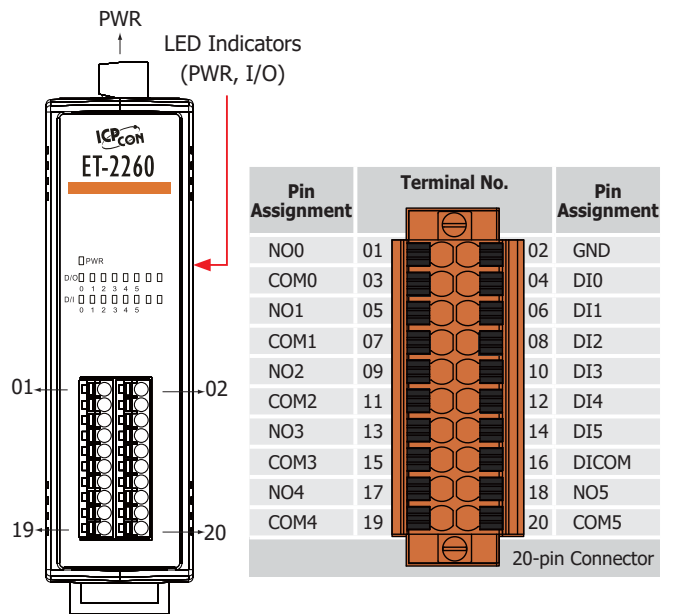 PWR
LED Indicators
(PWR, I/O)
ICP CON
ET-2260
PWR
D/O
0 1 2 3 4 5
D/I
0 1 2 3 4 5
01
02
19
20
Pin Assignment Terminal No. Pin Assignment
NO0 01 02 GND
COM0 03 04 DI0
NO1 05 06 DI1
COM1 07 08 DI2
NO2 09 10 DI3
COM2 11 12 DI4
NO3 13 14 DI5
COM3 15 16 DICOM
NO4 17 18 NO5
COM4 19 20 COM5
20-pin Connector